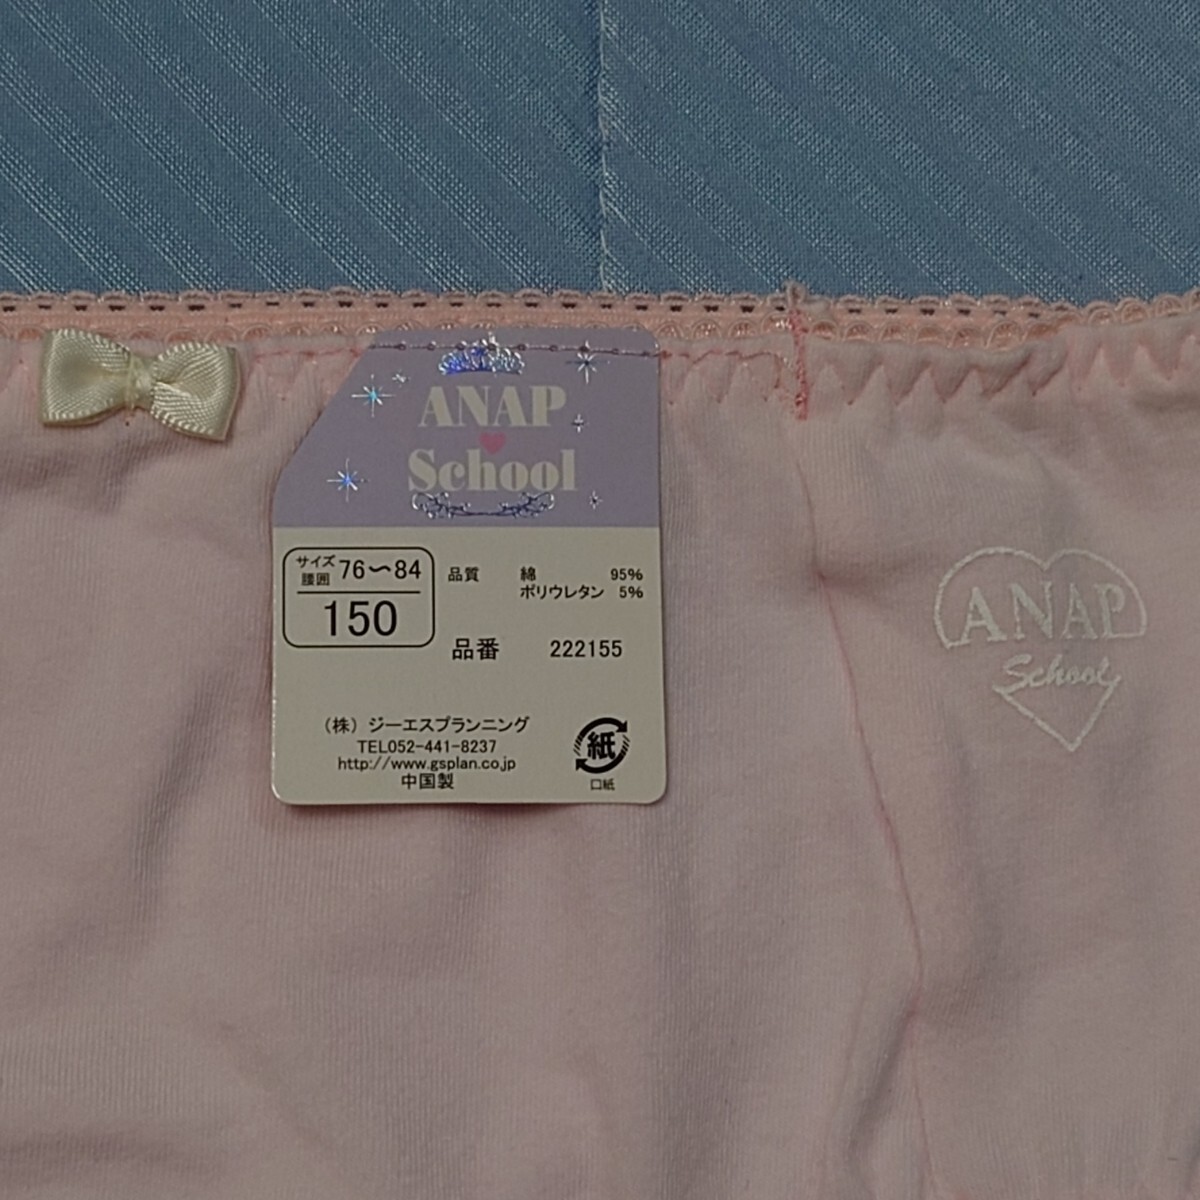 ANAP
School
サイズ
腰囲 76〜84
150
品質 綿 95%
ポリウレタン 5%
品番 222155
(株)ジーエスプランニング
TEL052-441-8237
http://www.gsplan.co.jp
中国製
紙
口紙
ANAP
School